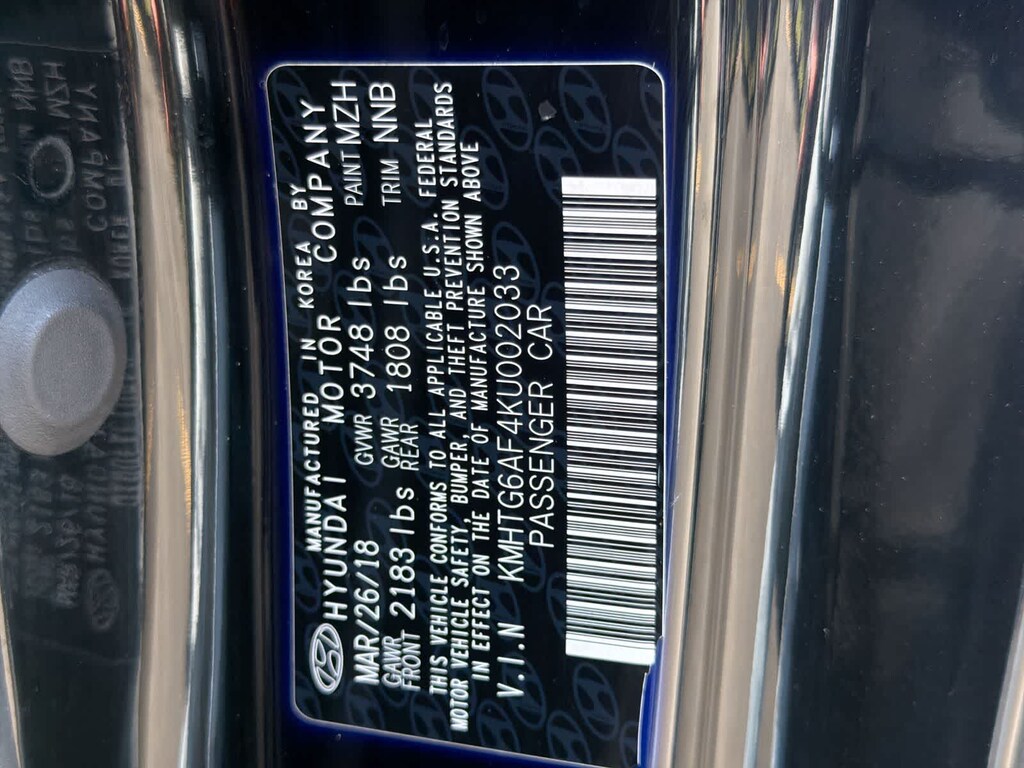 MANUFACTURED IN KOREA BY
HYUNDAI MOTOR COMPANY
MAR/26/18 GVWR 3748 lbs PAINT MZH
GAWR FRONT 2183 lbs GAWR REAR 1808 lbs TRIM NNB
THIS VEHICLE CONFORMS TO ALL APPLICABLE U.S.A. FEDERAL
MOTOR VEHICLE SAFETY, BUMPER, AND THEFT PREVENTION STANDARDS
IN EFFECT ON THE DATE OF MANUFACTURE SHOWN ABOVE
V.I.N KMHTG6AF4KU002033
PASSENGER CAR